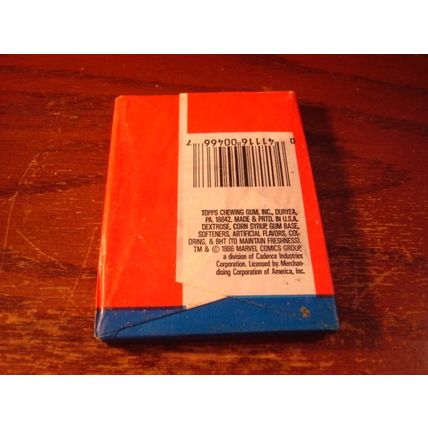 0 41116 00466 7
TOPPS CHEWING GUM, INC., DURYEA,
PA. 18642, MADE & PRTD. IN U.S.A.
DEXTROSE, CORN SYRUP, GUM BASE,
SOFTENERS, ARTIFICIAL FLAVORS, COL-
ORING, & BHT (TO MAINTAIN FRESHNESS).
TM & © 1986 MARVEL COMICS GROUP,
a division of Cadence Industries
Corporation. Licensed by Merchan-
dising Corporation of America, Inc.